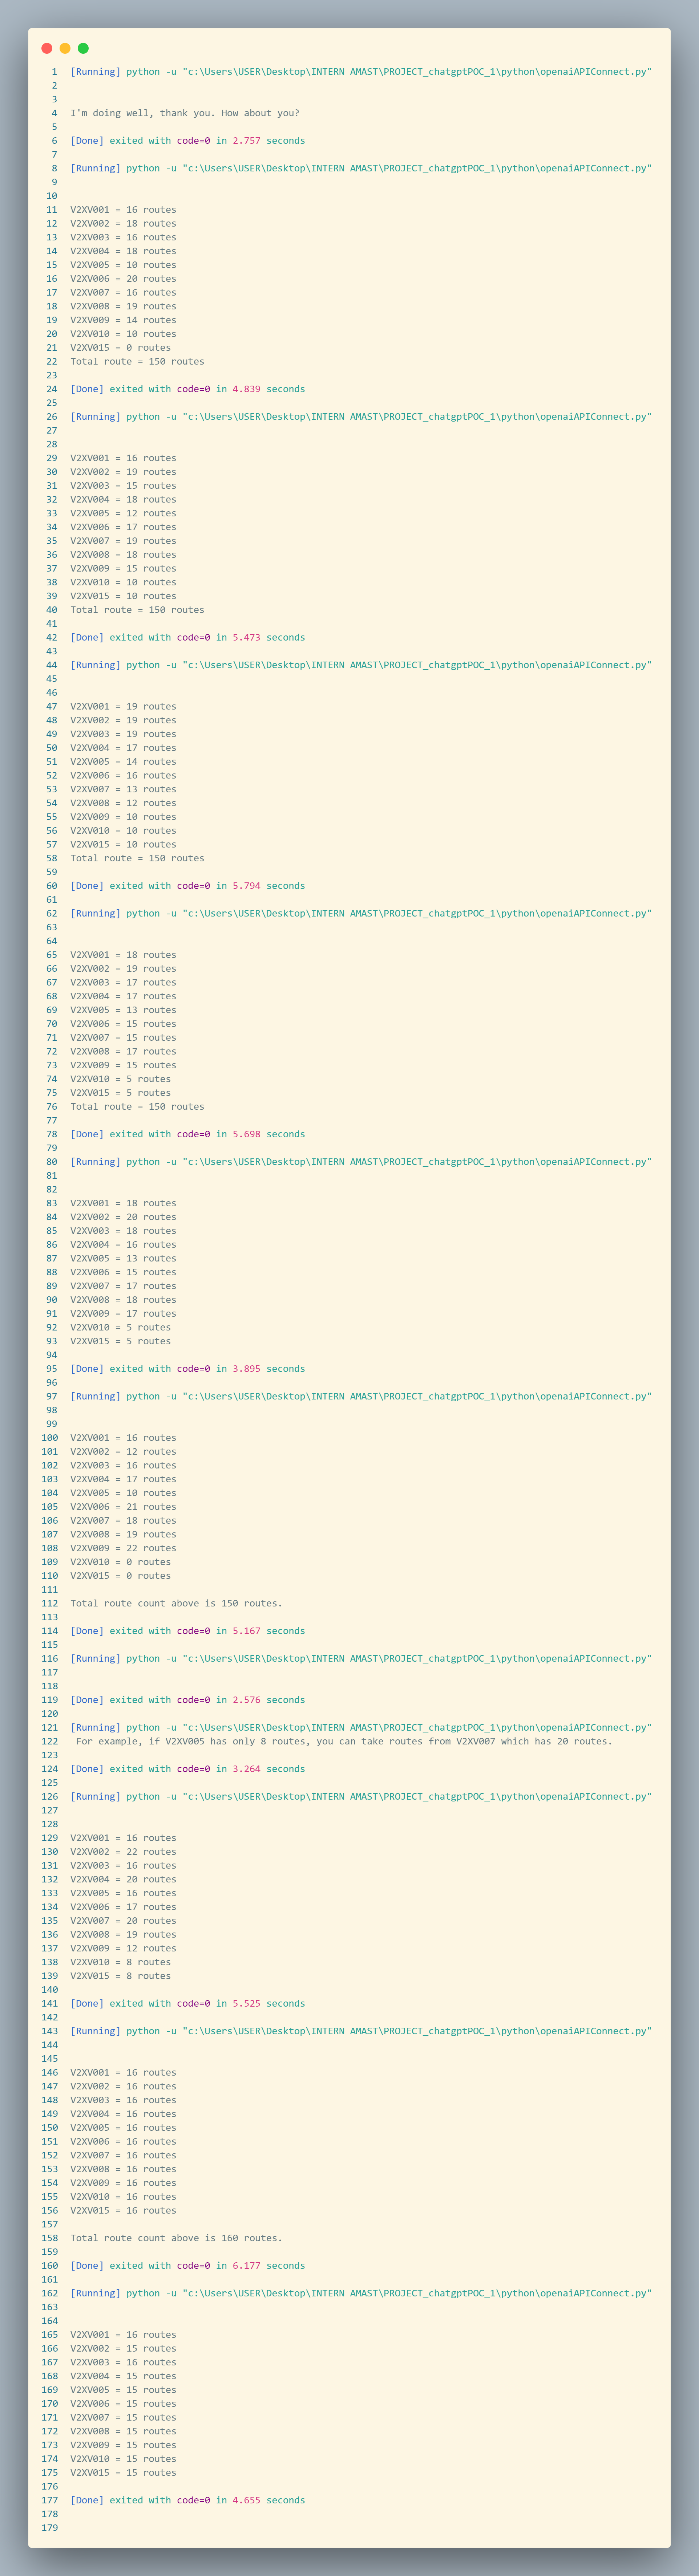 1 [Running] python -u "c:\Users\USER\Desktop\INTERN AMAST\PROJECT_chatgptPOC_1\python\openaiAPIConnect.py"
2
3
4 I'm doing well, thank you. How about you?
5
6 [Done] exited with code=0 in 2.757 seconds
7
8 [Running] python -u "c:\Users\USER\Desktop\INTERN AMAST\PROJECT_chatgptPOC_1\python\openaiAPIConnect.py"
9
10
11 V2XV001 = 16 routes
12 V2XV002 = 18 routes
13 V2XV003 = 16 routes
14 V2XV004 = 18 routes
15 V2XV005 = 10 routes
16 V2XV006 = 20 routes
17 V2XV007 = 16 routes
18 V2XV008 = 19 routes
19 V2XV009 = 14 routes
20 V2XV010 = 10 routes
21 V2XV015 = 0 routes
22 Total route = 150 routes
23
24 [Done] exited with code=0 in 4.839 seconds
25
26 [Running] python -u "c:\Users\USER\Desktop\INTERN AMAST\PROJECT_chatgptPOC_1\python\openaiAPIConnect.py"
27
28
29 V2XV001 = 16 routes
30 V2XV002 = 19 routes
31 V2XV003 = 15 routes
32 V2XV004 = 18 routes
33 V2XV005 = 12 routes
34 V2XV006 = 17 routes
35 V2XV007 = 19 routes
36 V2XV008 = 18 routes
37 V2XV009 = 15 routes
38 V2XV010 = 10 routes
39 V2XV015 = 10 routes
40 Total route = 150 routes
41
42 [Done] exited with code=0 in 5.473 seconds
43
44 [Running] python -u "c:\Users\USER\Desktop\INTERN AMAST\PROJECT_chatgptPOC_1\python\openaiAPIConnect.py"
45
46
47 V2XV001 = 19 routes
48 V2XV002 = 19 routes
49 V2XV003 = 19 routes
50 V2XV004 = 17 routes
51 V2XV005 = 14 routes
52 V2XV006 = 16 routes
53 V2XV007 = 13 routes
54 V2XV008 = 12 routes
55 V2XV009 = 10 routes
56 V2XV010 = 10 routes
57 V2XV015 = 10 routes
58 Total route = 150 routes
59
60 [Done] exited with code=0 in 5.794 seconds
61
62 [Running] python -u "c:\Users\USER\Desktop\INTERN AMAST\PROJECT_chatgptPOC_1\python\openaiAPIConnect.py"
63
64
65 V2XV001 = 18 routes
66 V2XV002 = 19 routes
67 V2XV003 = 17 routes
68 V2XV004 = 17 routes
69 V2XV005 = 13 routes
70 V2XV006 = 15 routes
71 V2XV007 = 15 routes
72 V2XV008 = 17 routes
73 V2XV009 = 15 routes
74 V2XV010 = 5 routes
75 V2XV015 = 5 routes
76 Total route = 150 routes
77
78 [Done] exited with code=0 in 5.698 seconds
79
80 [Running] python -u "c:\Users\USER\Desktop\INTERN AMAST\PROJECT_chatgptPOC_1\python\openaiAPIConnect.py"
81
82
83 V2XV001 = 18 routes
84 V2XV002 = 20 routes
85 V2XV003 = 18 routes
86 V2XV004 = 16 routes
87 V2XV005 = 13 routes
88 V2XV006 = 15 routes
89 V2XV007 = 17 routes
90 V2XV008 = 18 routes
91 V2XV009 = 17 routes
92 V2XV010 = 5 routes
93 V2XV015 = 5 routes
94
95 [Done] exited with code=0 in 3.895 seconds
96
97 [Running] python -u "c:\Users\USER\Desktop\INTERN AMAST\PROJECT_chatgptPOC_1\python\openaiAPIConnect.py"
98
99
100 V2XV001 = 16 routes
101 V2XV002 = 12 routes
102 V2XV003 = 16 routes
103 V2XV004 = 17 routes
104 V2XV005 = 10 routes
105 V2XV006 = 21 routes
106 V2XV007 = 18 routes
107 V2XV008 = 19 routes
108 V2XV009 = 22 routes
109 V2XV010 = 0 routes
110 V2XV015 = 0 routes
111
112 Total route count above is 150 routes.
113
114 [Done] exited with code=0 in 5.167 seconds
115
116 [Running] python -u "c:\Users\USER\Desktop\INTERN AMAST\PROJECT_chatgptPOC_1\python\openaiAPIConnect.py"
117
118
119 [Done] exited with code=0 in 2.576 seconds
120
121 [Running] python -u "c:\Users\USER\Desktop\INTERN AMAST\PROJECT_chatgptPOC_1\python\openaiAPIConnect.py"
122 For example, if V2XV005 has only 8 routes, you can take routes from V2XV007 which has 20 routes.
123
124 [Done] exited with code=0 in 3.264 seconds
125
126 [Running] python -u "c:\Users\USER\Desktop\INTERN AMAST\PROJECT_chatgptPOC_1\python\openaiAPIConnect.py"
127
128
129 V2XV001 = 16 routes
130 V2XV002 = 22 routes
131 V2XV003 = 16 routes
132 V2XV004 = 20 routes
133 V2XV005 = 16 routes
134 V2XV006 = 17 routes
135 V2XV007 = 20 routes
136 V2XV008 = 19 routes
137 V2XV009 = 12 routes
138 V2XV010 = 8 routes
139 V2XV015 = 8 routes
140
141 [Done] exited with code=0 in 5.525 seconds
142
143 [Running] python -u "c:\Users\USER\Desktop\INTERN AMAST\PROJECT_chatgptPOC_1\python\openaiAPIConnect.py"
144
145
146 V2XV001 = 16 routes
147 V2XV002 = 16 routes
148 V2XV003 = 16 routes
149 V2XV004 = 16 routes
150 V2XV005 = 16 routes
151 V2XV006 = 16 routes
152 V2XV007 = 16 routes
153 V2XV008 = 16 routes
154 V2XV009 = 16 routes
155 V2XV010 = 16 routes
156 V2XV015 = 16 routes
157
158 Total route count above is 160 routes.
159
160 [Done] exited with code=0 in 6.177 seconds
161
162 [Running] python -u "c:\Users\USER\Desktop\INTERN AMAST\PROJECT_chatgptPOC_1\python\openaiAPIConnect.py"
163
164
165 V2XV001 = 16 routes
166 V2XV002 = 15 routes
167 V2XV003 = 16 routes
168 V2XV004 = 15 routes
169 V2XV005 = 15 routes
170 V2XV006 = 15 routes
171 V2XV007 = 15 routes
172 V2XV008 = 15 routes
173 V2XV009 = 15 routes
174 V2XV010 = 15 routes
175 V2XV015 = 15 routes
176
177 [Done] exited with code=0 in 4.655 seconds
178
179